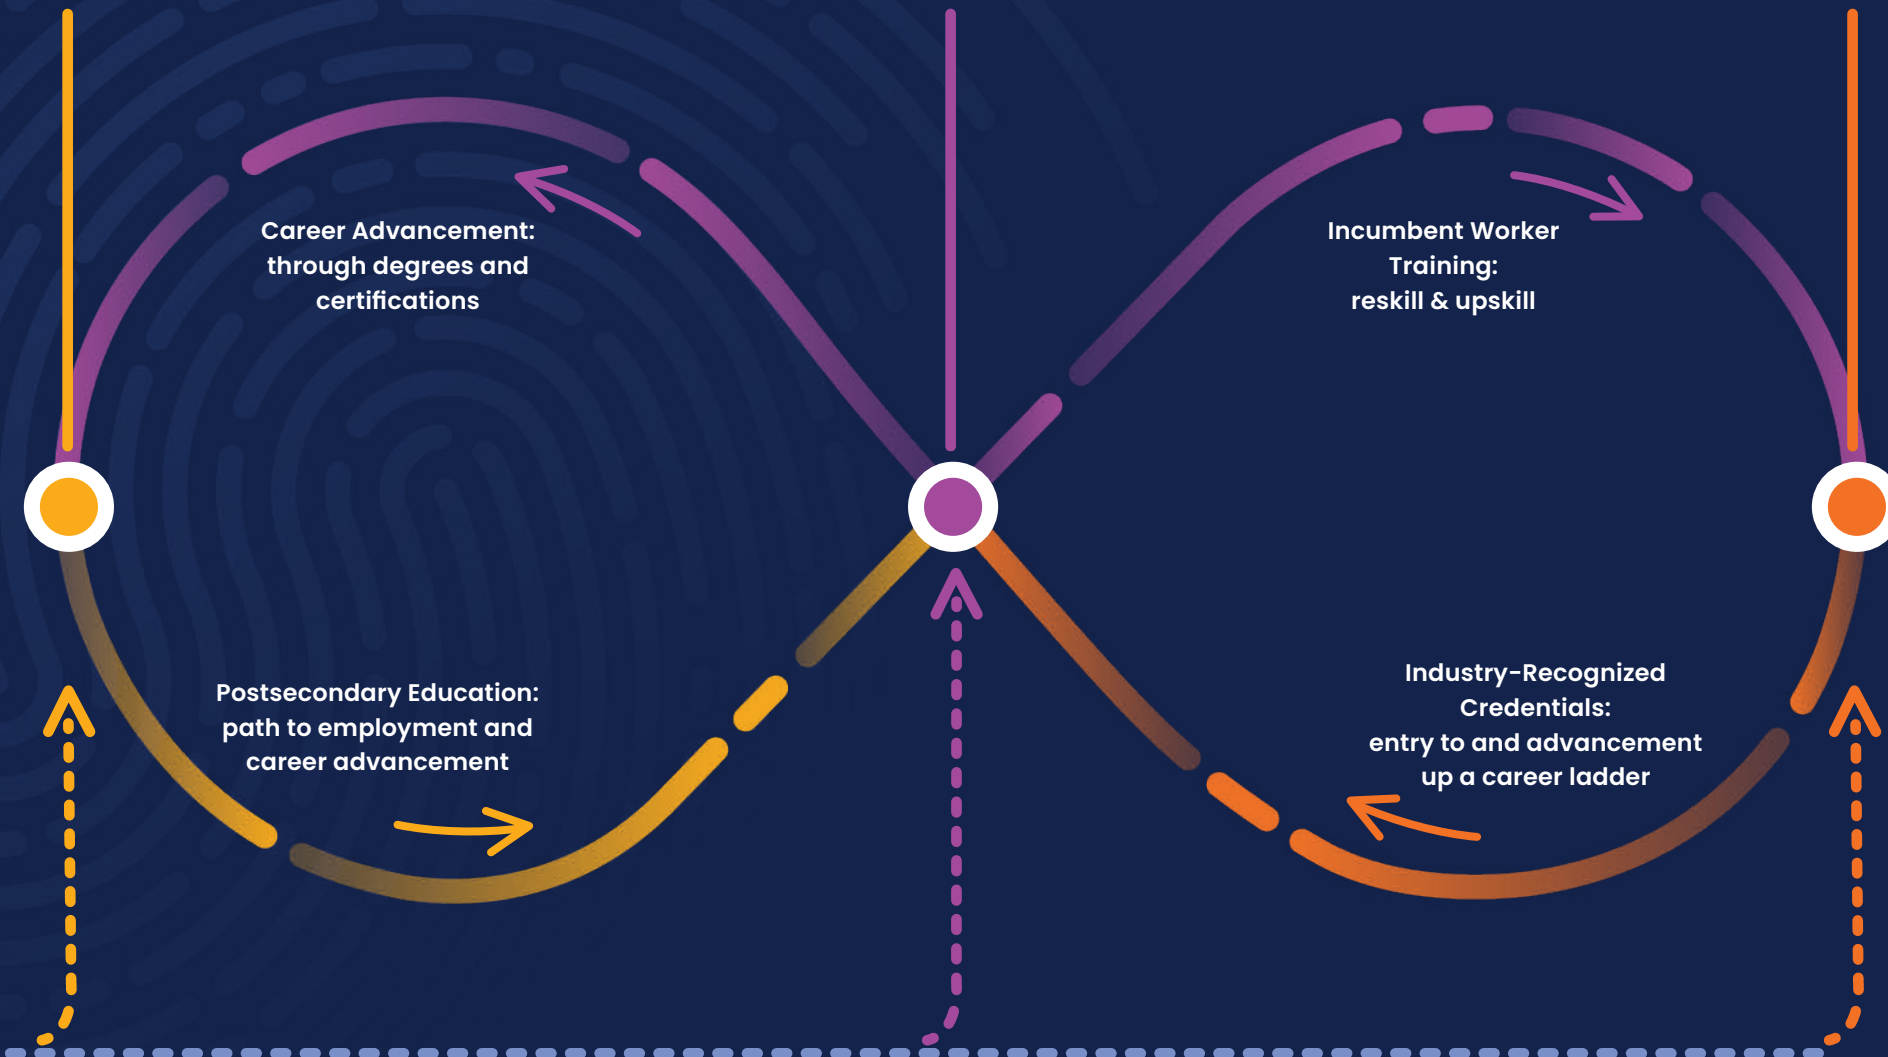 Career Advancement:
through degrees and
certifications
Incumbent Worker
Training:
reskill & upskill
Postsecondary Education:
path to employment and
career advancement
Industry-Recognized
Credentials:
entry to and advancement
up a career ladder